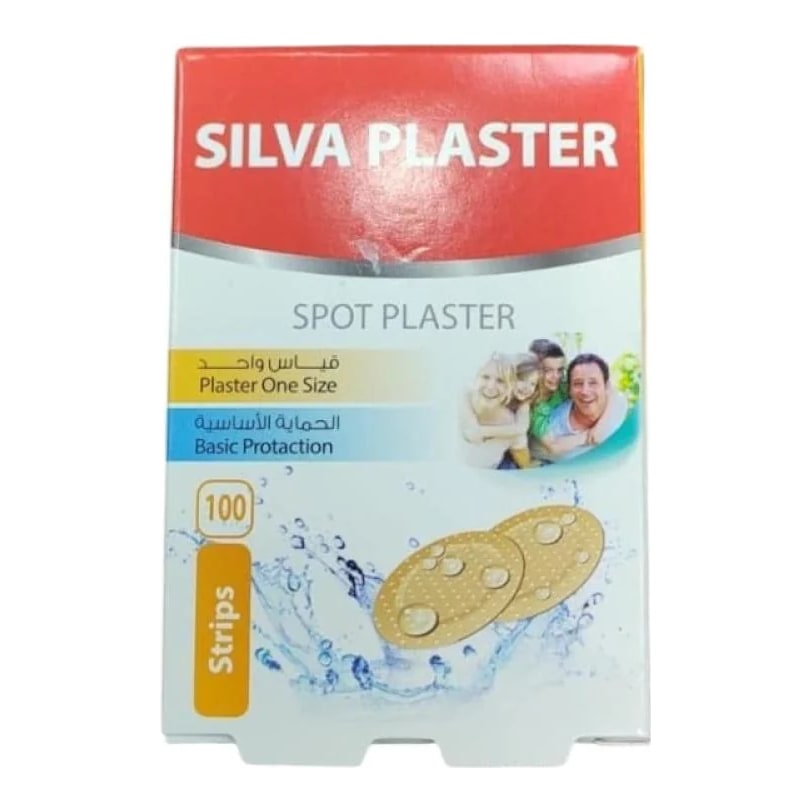 SILVA PLASTER
SPOT PLASTER
قياس واحد
Plaster One Size
الحماية الأساسية
Basic Protaction
100
Strips